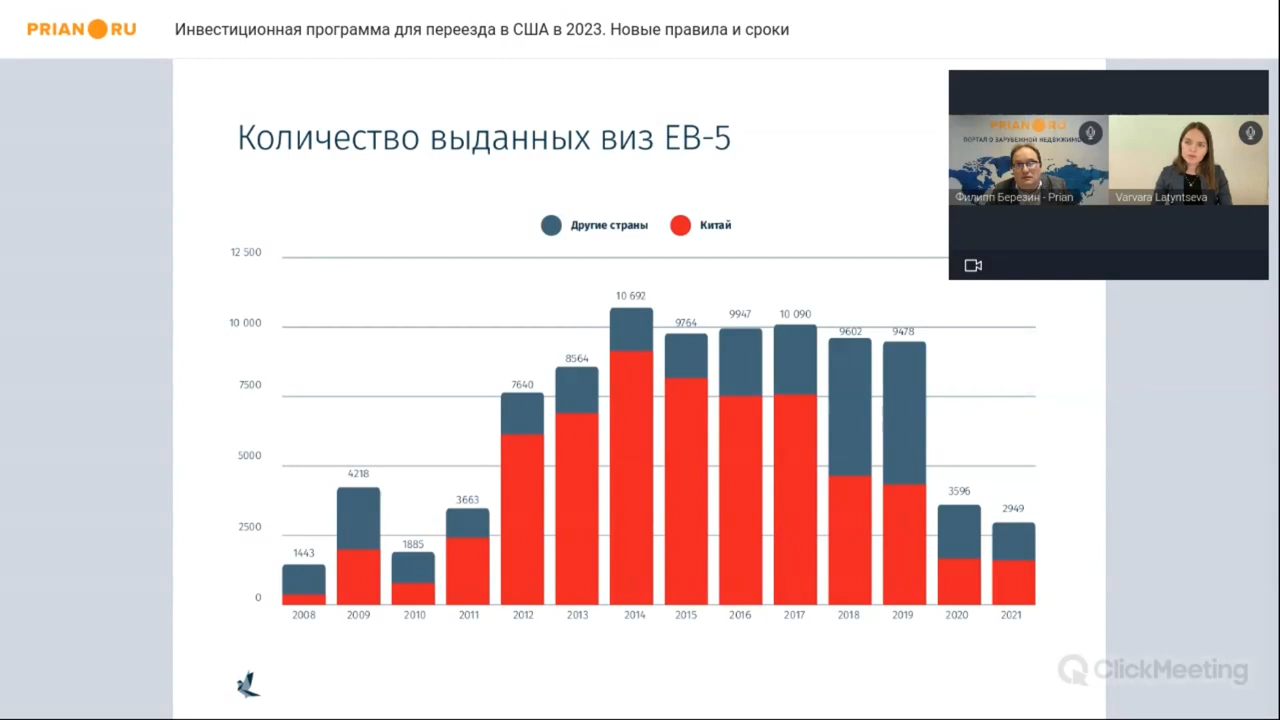 PRIAN RU
Инвестиционная программа для переезда в США в 2023. Новые правила и сроки
PRIAN RU
ПОРТАЛ О ЗАРУБЕЖНОЙ НЕДВИЖИМО
Филипп Березин - Prian
Varvara Latyntseva
Количество выданных виз EB-5
Другие страны
Китай
12 500
10 000
7500
5000
2500
0
1443
4218
1885
3663
7640
8564
10 692
9764
9947
10 090
9602
9478
3596
2949
2008 2009 2010 2011 2012 2013 2014 2015 2016 2017 2018 2019 2020 2021
ClickMeeting